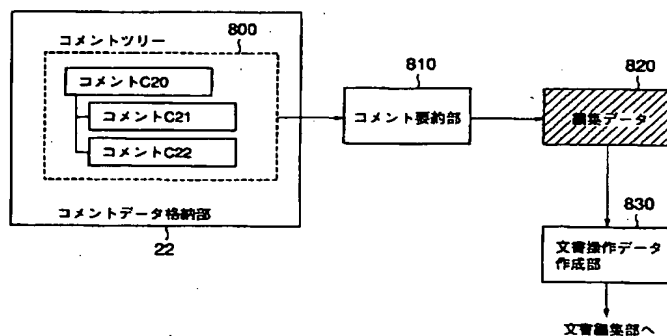 コメントツリー
800
コメントC20
コメントC21
コメントC22
コメントデータ格納部
22
810
コメント要約部
820
編集データ
830
文書操作データ
作成部
文書編集部へ